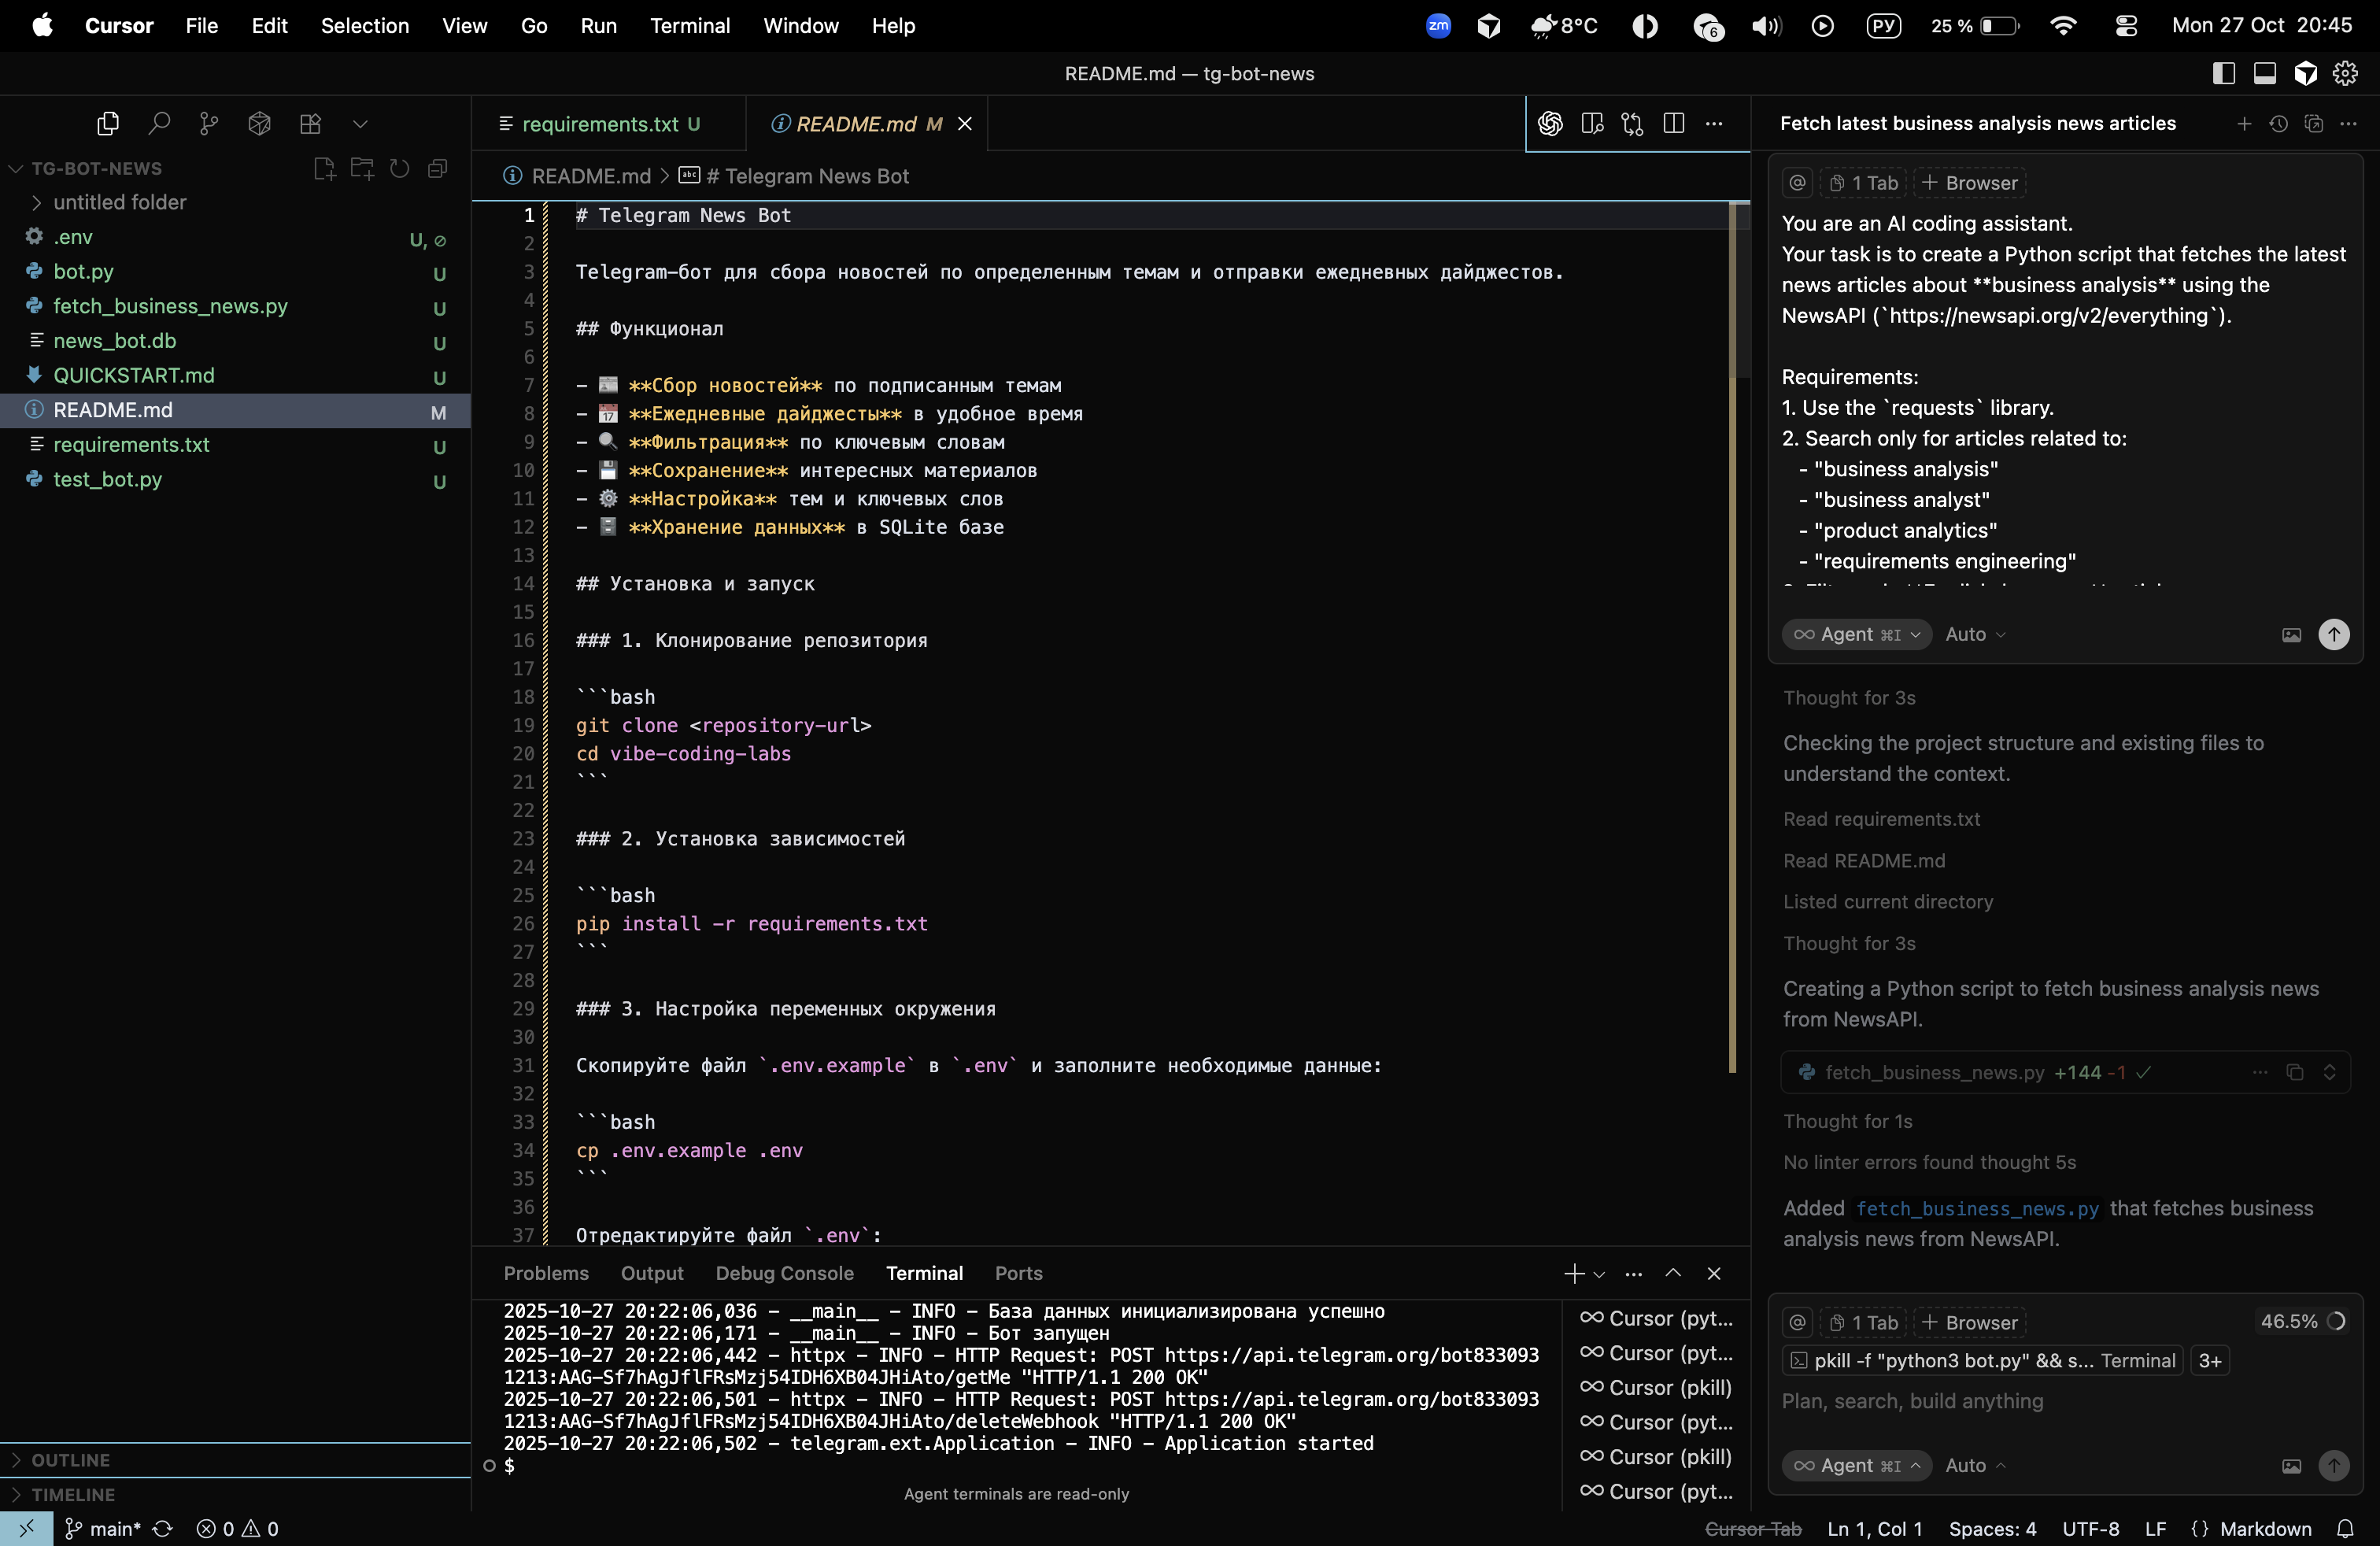 Cursor File Edit Selection View Go Run Terminal Window Help
zm 8°C 6 РУ 25 % Mon 27 Oct 20:45
README.md — tg-bot-news
TG-BOT-NEWS
untitled folder
.env U,
bot.py U
fetch_business_news.py U
news_bot.db U
QUICKSTART.md U
README.md M
requirements.txt U
test_bot.py U
OUTLINE
TIMELINE
requirements.txt U
README.md M
README.md > abc # Telegram News Bot
1 # Telegram News Bot
2
3 Telegram-бот для сбора новостей по определенным темам и отправки ежедневных дайджестов.
4
5 ## Функционал
6
7 - 📰 **Сбор новостей** по подписанным темам
8 - 📅 **Ежедневные дайджесты** в удобное время
9 - 🔍 **Фильтрация** по ключевым словам
10 - 💾 **Сохранение** интересных материалов
11 - ⚙️ **Настройка** тем и ключевых слов
12 - 🗄️ **Хранение данных** в SQLite базе
13
14 ## Установка и запуск
15
16 ### 1. Клонирование репозитория
17
18 ```bash
19 git clone <repository-url>
20 cd vibe-coding-labs
21 ```
22
23 ### 2. Установка зависимостей
24
25 ```bash
26 pip install -r requirements.txt
27 ```
28
29 ### 3. Настройка переменных окружения
30
31 Скопируйте файл `.env.example` в `.env` и заполните необходимые данные:
32
33 ```bash
34 cp .env.example .env
35 ```
36
37 Отредактируйте файл `.env`:
Problems Output Debug Console Terminal Ports
2025-10-27 20:22:06,036 - __main__ - INFO - База данных инициализирована успешно
2025-10-27 20:22:06,171 - __main__ - INFO - Бот запущен
2025-10-27 20:22:06,442 - httpx - INFO - HTTP Request: POST https://api.telegram.org/bot833093
1213:AAG-Sf7hAgJflFRsMzj54IDH6XB04JHiAto/getMe "HTTP/1.1 200 OK"
2025-10-27 20:22:06,501 - httpx - INFO - HTTP Request: POST https://api.telegram.org/bot833093
1213:AAG-Sf7hAgJflFRsMzj54IDH6XB04JHiAto/deleteWebhook "HTTP/1.1 200 OK"
2025-10-27 20:22:06,502 - telegram.ext.Application - INFO - Application started
$
Agent terminals are read-only
Cursor (pyt...
Cursor (pyt...
Cursor (pkill)
Cursor (pyt...
Cursor (pkill)
Cursor (pyt...
Fetch latest business analysis news articles
@ 1 Tab + Browser
You are an AI coding assistant.
Your task is to create a Python script that fetches the latest
news articles about **business analysis** using the
NewsAPI (`https://newsapi.org/v2/everything`).
Requirements:
1. Use the `requests` library.
2. Search only for articles related to:
- "business analysis"
- "business analyst"
- "product analytics"
- "requirements engineering"
Agent ⌘I Auto
Thought for 3s
Checking the project structure and existing files to
understand the context.
Read requirements.txt
Read README.md
Listed current directory
Thought for 3s
Creating a Python script to fetch business analysis news
from NewsAPI.
fetch_business_news.py +144 -1
Thought for 1s
No linter errors found thought 5s
Added fetch_business_news.py that fetches business
analysis news from NewsAPI.
@ 1 Tab + Browser 46.5%
pkill -f "python3 bot.py" && s... Terminal 3+
Plan, search, build anything
Agent ⌘I Auto
main* 0 0
Cursor Tab Ln 1, Col 1 Spaces: 4 UTF-8 LF {} Markdown